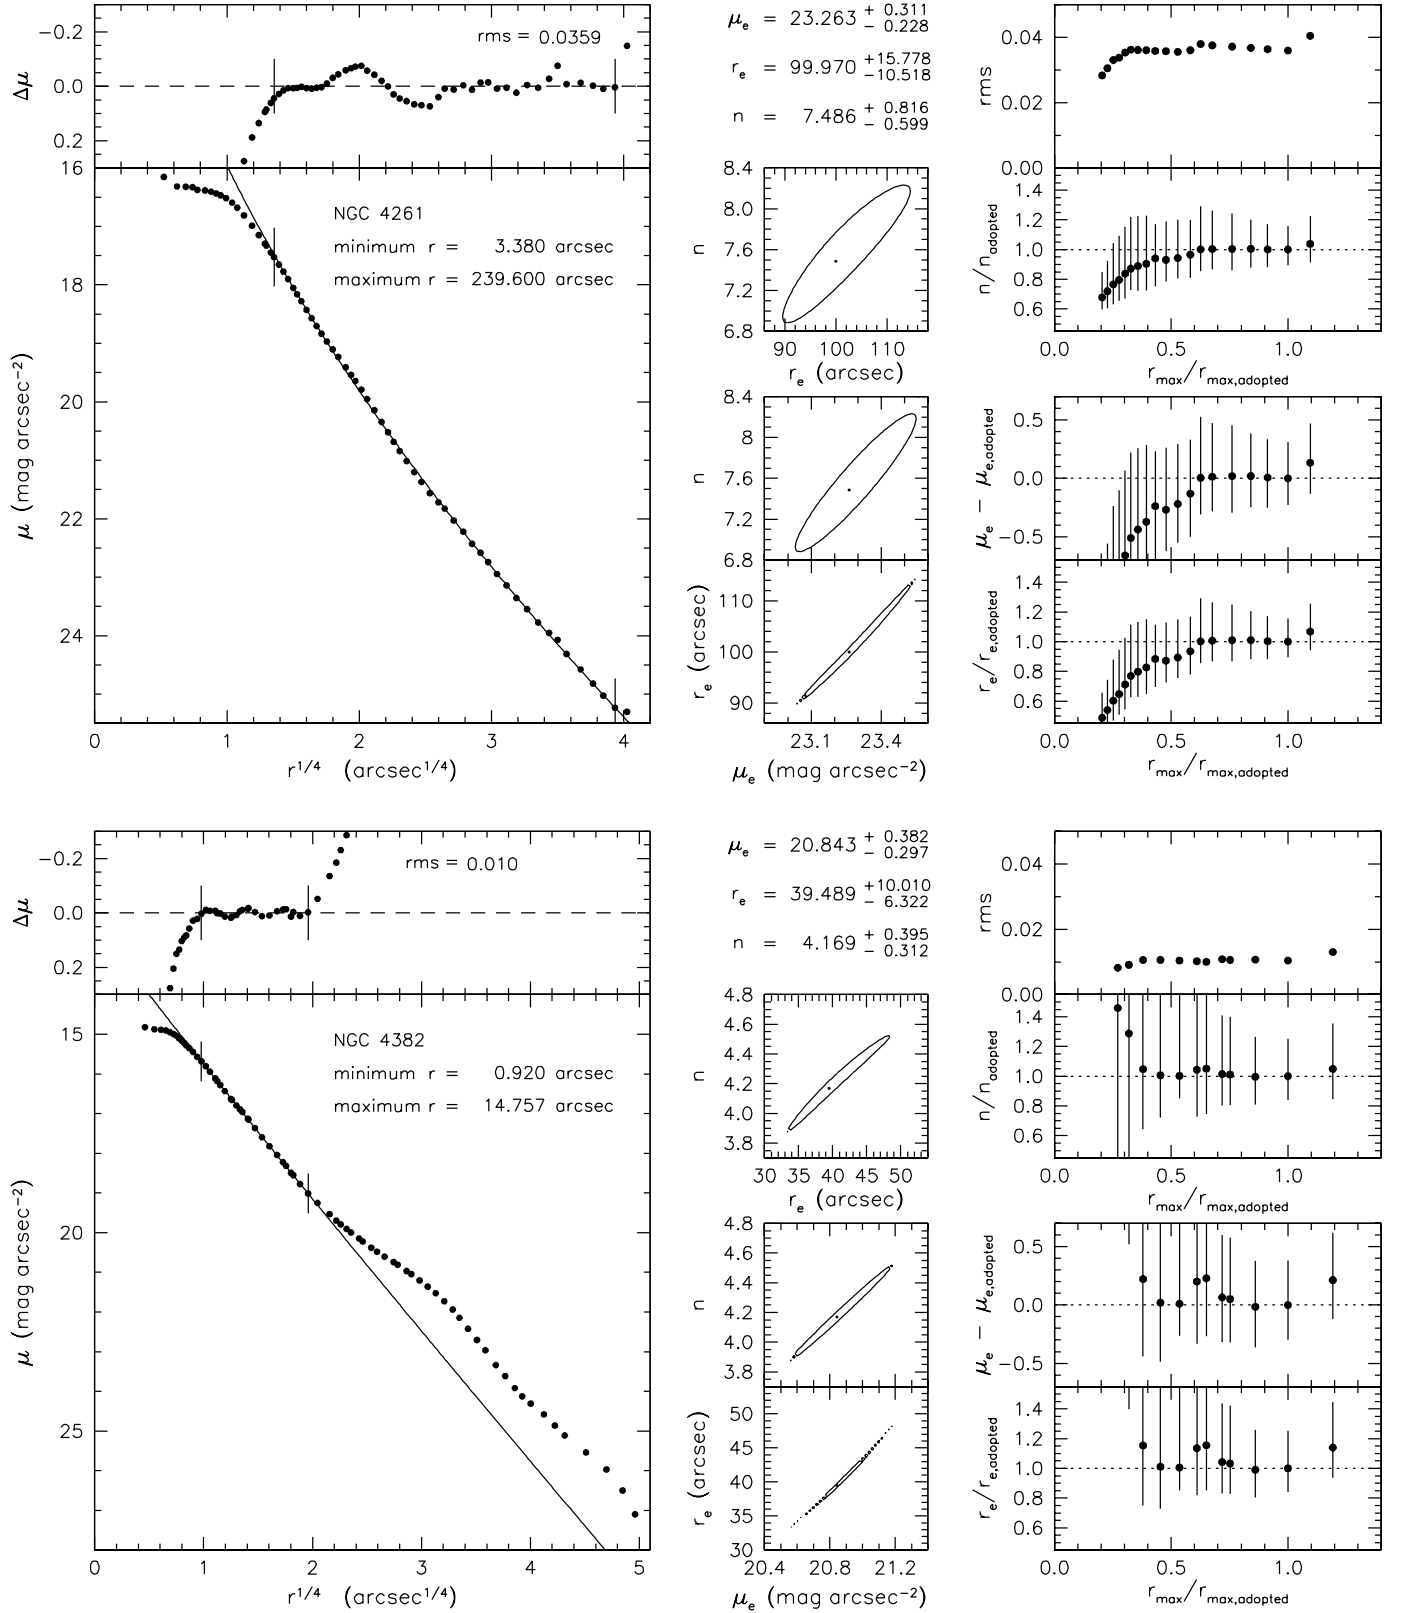 rms = 0.0359
−0.2
0.0
0.2
Δμ
NGC 4261
minimum r = 3.380 arcsec
maximum r = 239.600 arcsec
16
18
20
22
24
μ (mag arcsec⁻²)
0 1 2 3 4
r^1/4 (arcsec^1/4)
μe = 23.263 + 0.311 − 0.228
re = 99.970 +15.778 −10.518
n = 7.486 + 0.816 − 0.599
8.4
8.0
7.6
7.2
6.8
n
90 100 110
re (arcsec)
8.4
8
7.6
7.2
6.8
n
110
100
90
re (arcsec)
23.1 23.4
μe (mag arcsec⁻²)
0.04
0.02
0.00
rms
1.4
1.2
1.0
0.8
0.6
n/nadopted
0.0 0.5 1.0
rmax/rmax,adopted
0.5
0.0
−0.5
μe − μe,adopted
1.4
1.2
1.0
0.8
0.6
re/re,adopted
0.0 0.5 1.0
rmax/rmax,adopted
rms = 0.010
−0.2
0.0
0.2
Δμ
NGC 4382
minimum r = 0.920 arcsec
maximum r = 14.757 arcsec
15
20
25
μ (mag arcsec⁻²)
0 1 2 3 4 5
r^1/4 (arcsec^1/4)
μe = 20.843 + 0.382 − 0.297
re = 39.489 +10.010 − 6.322
n = 4.169 + 0.395 − 0.312
4.8
4.6
4.4
4.2
4.0
3.8
n
30 35 40 45 50
re (arcsec)
4.8
4.6
4.4
4.2
4.0
3.8
n
50
45
40
35
30
re (arcsec)
20.4 20.8 21.2
μe (mag arcsec⁻²)
0.04
0.02
0.00
rms
1.4
1.2
1.0
0.8
0.6
n/nadopted
0.0 0.5 1.0
rmax/rmax,adopted
0.5
0.0
−0.5
μe − μe,adopted
1.4
1.2
1.0
0.8
0.6
re/re,adopted
0.0 0.5 1.0
rmax/rmax,adopted